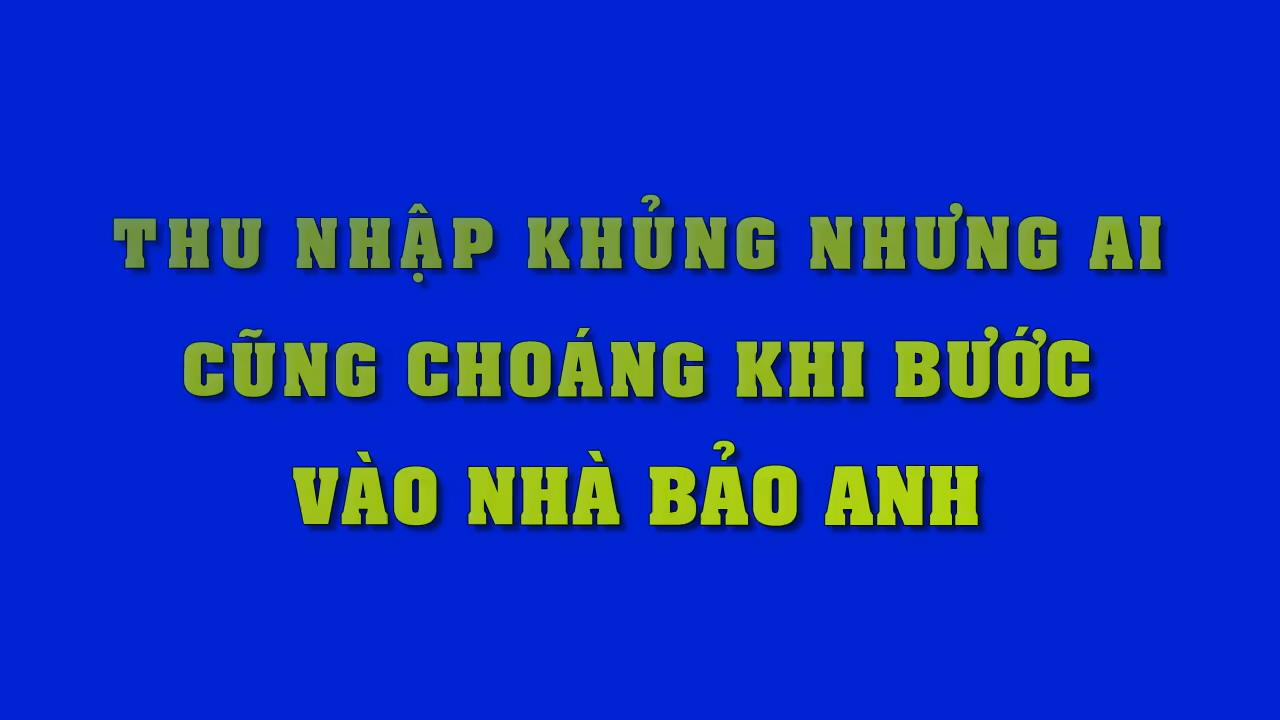 THU NHẬP KHỦNG NHƯNG AI
CŨNG CHOÁNG KHI BƯỚC
VÀO NHÀ BẢO ANH